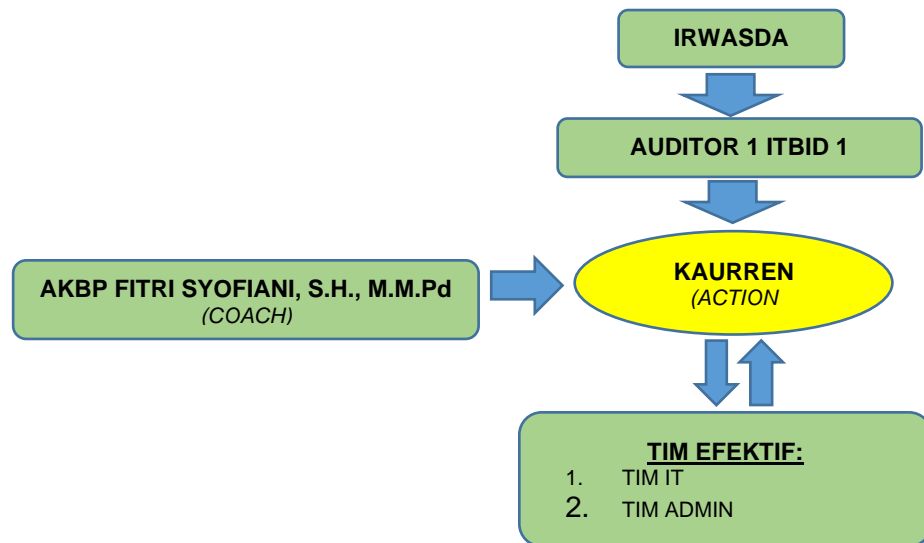 IRWASDA
AUDITOR 1 ITBID 1
AKBP FITRI SYOFIANI, S.H., M.M.Pd
(COACH)
KAURREN
(ACTION
TIM EFEKTIF:
1. TIM IT
2. TIM ADMIN